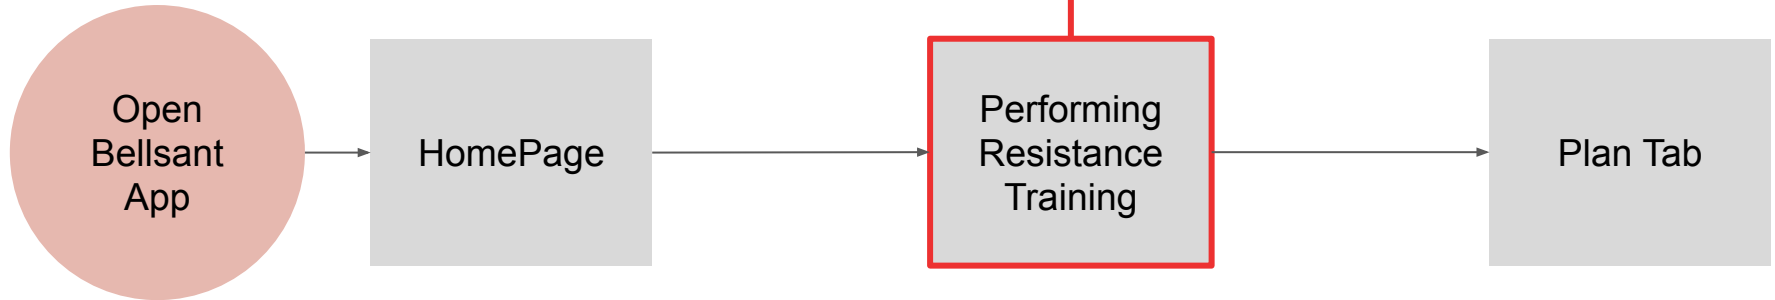 Open
Bellsant
App
HomePage
Performing
Resistance
Training
Plan Tab